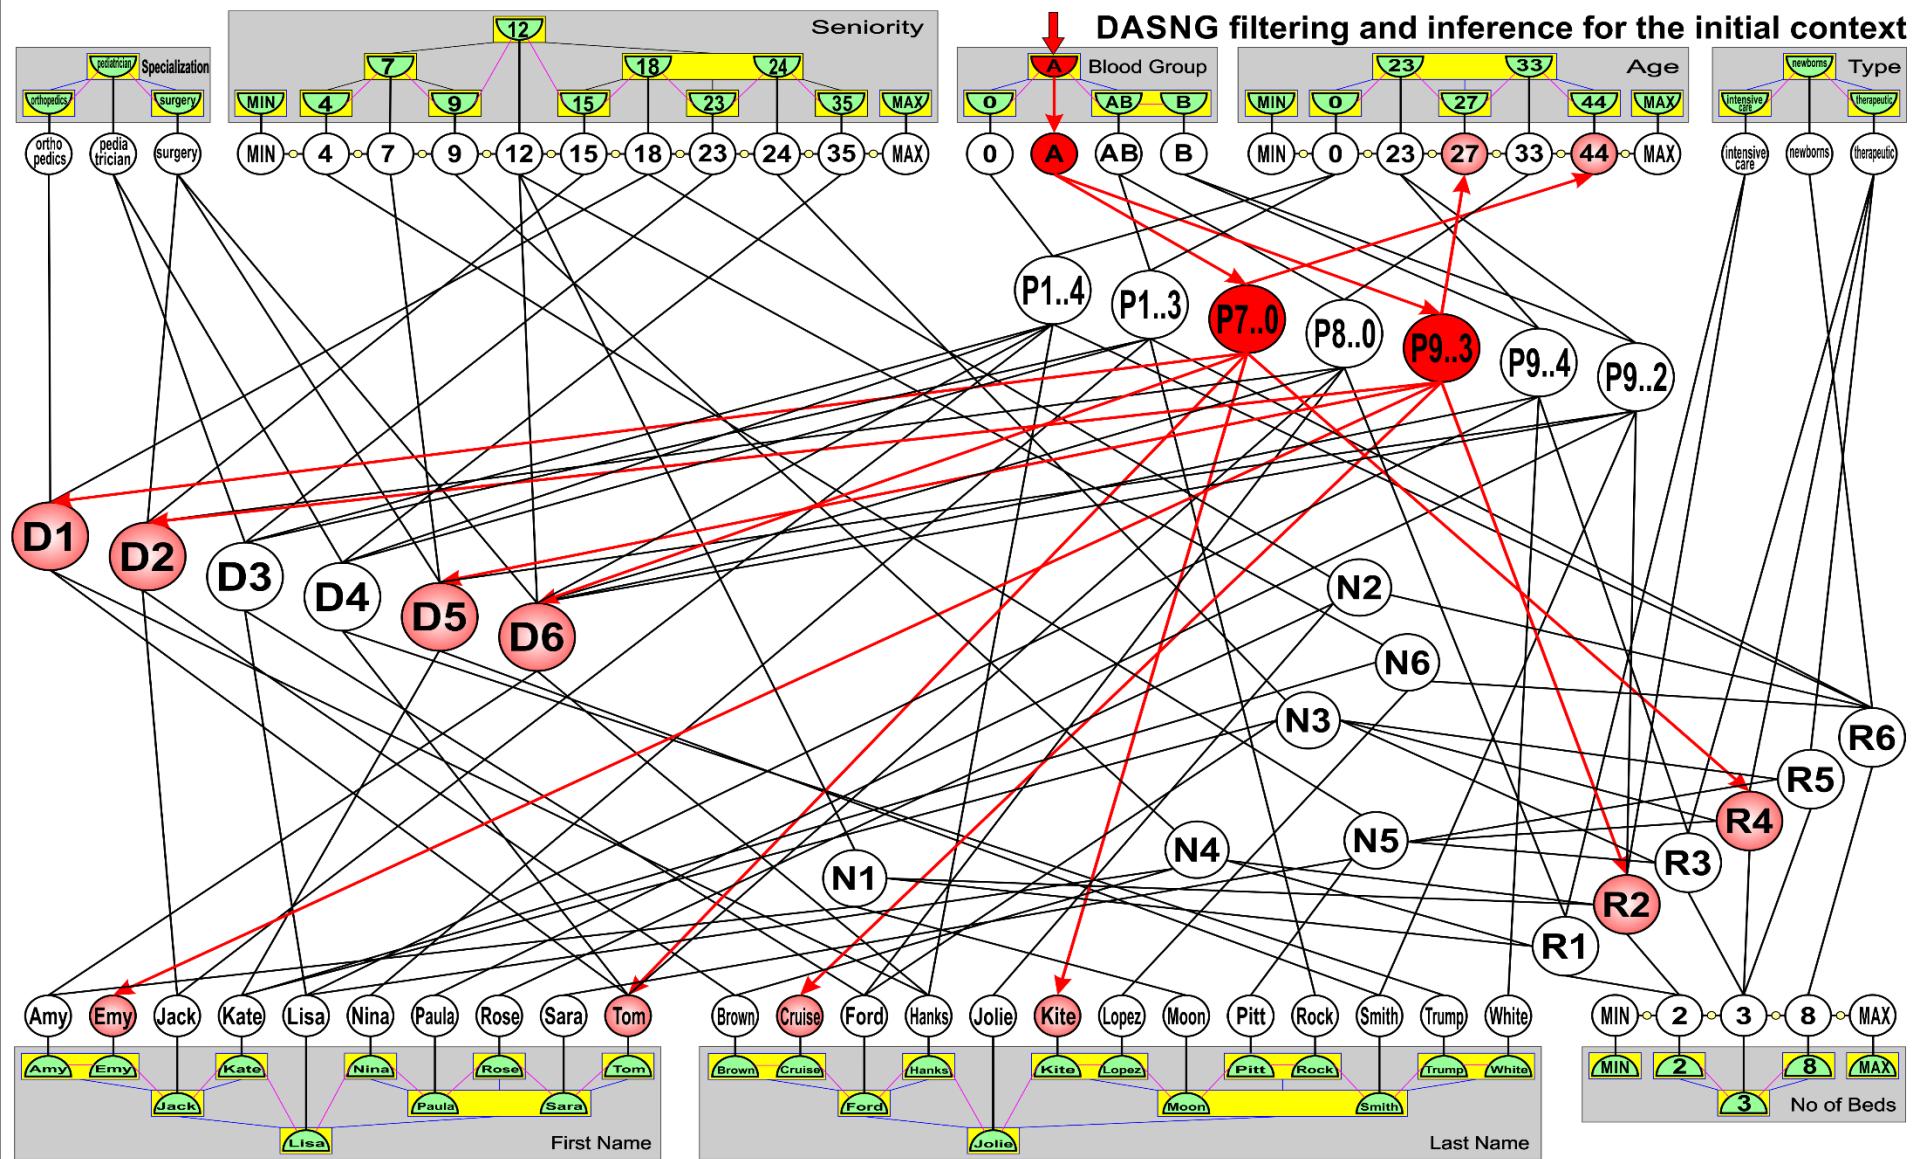 DASNG filtering and inference for the initial context
Specialization
pediatrician
orthopedics
surgery
Seniority
12
7
18
24
MIN
4
9
15
23
35
MAX
Blood Group
A
0
AB
B
Age
23
33
MIN
0
27
44
MAX
Type
newborns
intensive
care
therapeutic
ortho
pedics
pedia
trician
surgery
MIN
4
7
9
12
15
18
23
24
35
MAX
0
A
AB
B
MIN
0
23
27
33
44
MAX
intensive
care
newborns
therapeutic
P1..4
P1..3
P7..0
P8..0
P9..3
P9..4
P9..2
D1
D2
D3
D4
D5
D6
N2
N6
N3
N5
N4
N1
R6
R5
R4
R3
R2
R1
Amy
Emy
Jack
Kate
Lisa
Nina
Paula
Rose
Sara
Tom
Brown
Cruise
Ford
Hanks
Jolie
Kite
Lopez
Moon
Pitt
Rock
Smith
Trump
White
MIN
2
3
8
MAX
Amy
Emy
Kate
Nina
Rose
Tom
Jack
Paula
Sara
Lisa
First Name
Brown
Cruise
Hanks
Kite
Lopez
Pitt
Rock
Trump
White
Ford
Moon
Smith
Jolie
Last Name
MIN
2
8
MAX
3
No of Beds